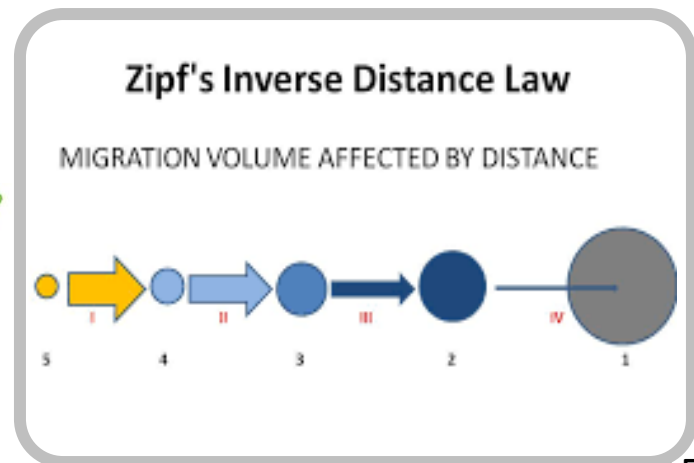 Zipf's Inverse Distance Law
MIGRATION VOLUME AFFECTED BY DISTANCE
I II III IV
5 4 3 2 1